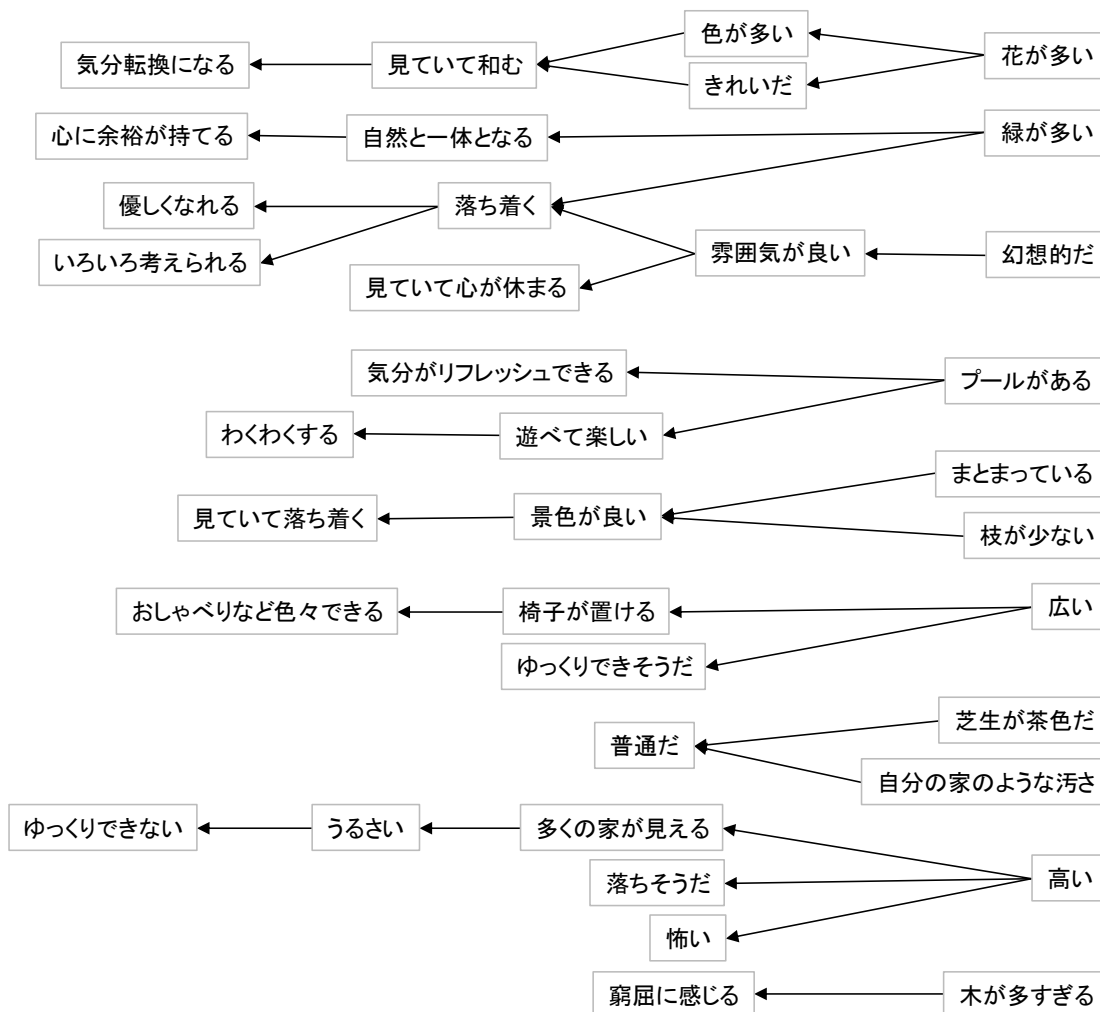 色が多い
花が多い
気分転換になる
見ていて和む
きれいだ
心に余裕が持てる
自然と一体となる
緑が多い
優しくなれる
落ち着く
いろいろ考えられる
雰囲気が良い
幻想的だ
見ていて心が休まる
気分がリフレッシュできる
プールがある
わくわくする
遊べて楽しい
まとまっている
見ていて落ち着く
景色が良い
枝が少ない
おしゃべりなど色々できる
椅子が置ける
広い
ゆっくりできそうだ
芝生が茶色だ
普通だ
自分の家のような汚さ
ゆっくりできない
うるさい
多くの家が見える
落ちそうだ
高い
怖い
窮屈に感じる
木が多すぎる